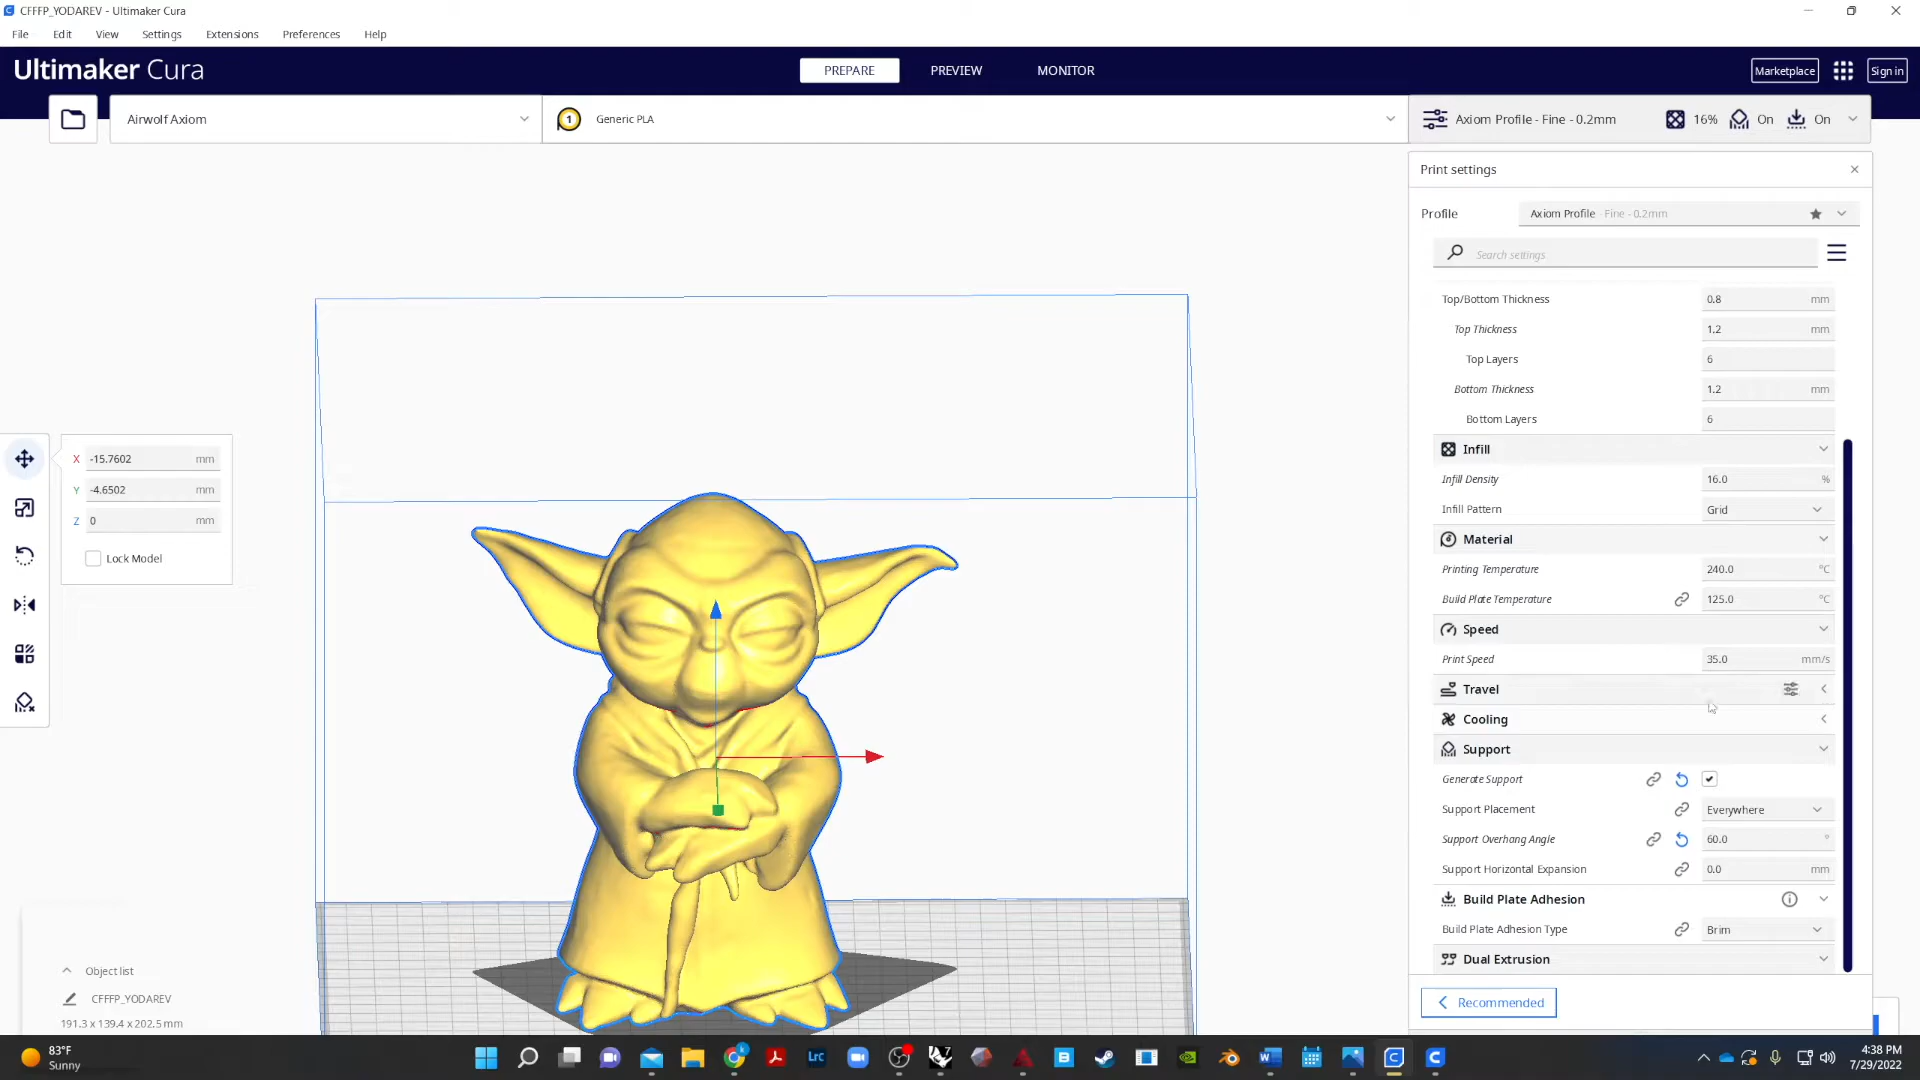 CFFFP_YODAREV - Ultimaker Cura
File Edit View Settings Extensions Preferences Help
Ultimaker Cura
PREPARE PREVIEW MONITOR
Marketplace Sign in
Airwolf Axiom
1 Generic PLA
Axiom Profile - Fine - 0.2mm 16% On On
Print settings
Profile Axiom Profile - Fine - 0.2mm
Search settings
Top/Bottom Thickness 0.8 mm
Top Thickness 1.2 mm
Top Layers 6
Bottom Thickness 1.2 mm
Bottom Layers 6
Infill
Infill Density 16.0 %
Infill Pattern Grid
Material
Printing Temperature 240.0 °C
Build Plate Temperature 125.0 °C
Speed
Print Speed 35.0 mm/s
Travel
Cooling
Support
Generate Support
Support Placement Everywhere
Support Overhang Angle 60.0 °
Support Horizontal Expansion 0.0 mm
Build Plate Adhesion
Build Plate Adhesion Type Brim
Dual Extrusion
Recommended
X -15.7602 mm
Y -4.6502 mm
Z 0 mm
Lock Model
Object list
CFFFP_YODAREV
191.3 x 139.4 x 202.5 mm
83°F
Sunny
Lrc
4:38 PM
7/29/2022